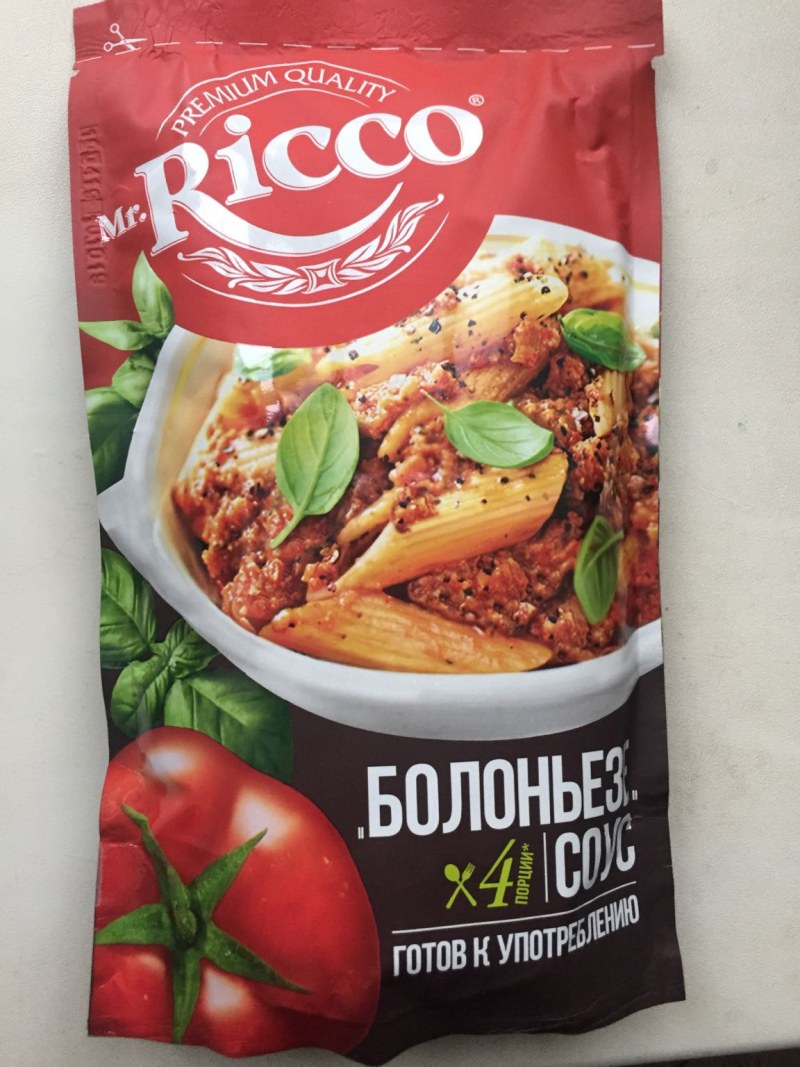 PREMIUM QUALITY
Mr. Ricco®
"БОЛОНЬЕЗЕ"
4 ПОРЦИИ*
СОУС
ГОТОВ К УПОТРЕБЛЕНИЮ